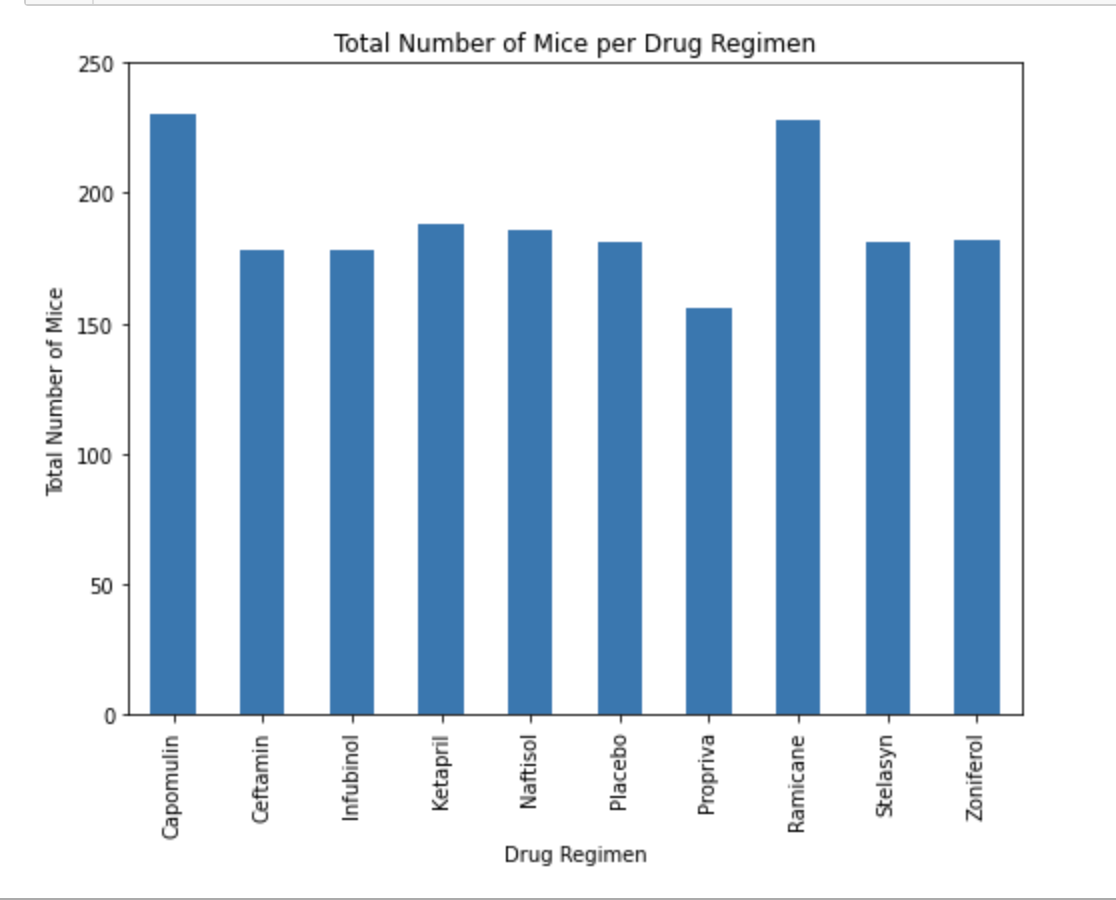 Total Number of Mice per Drug Regimen
250
200
150
100
50
0
Total Number of Mice
Capomulin
Ceftamin
Infubinol
Ketapril
Naftisol
Placebo
Propriva
Ramicane
Stelasyn
Zoniferol
Drug Regimen